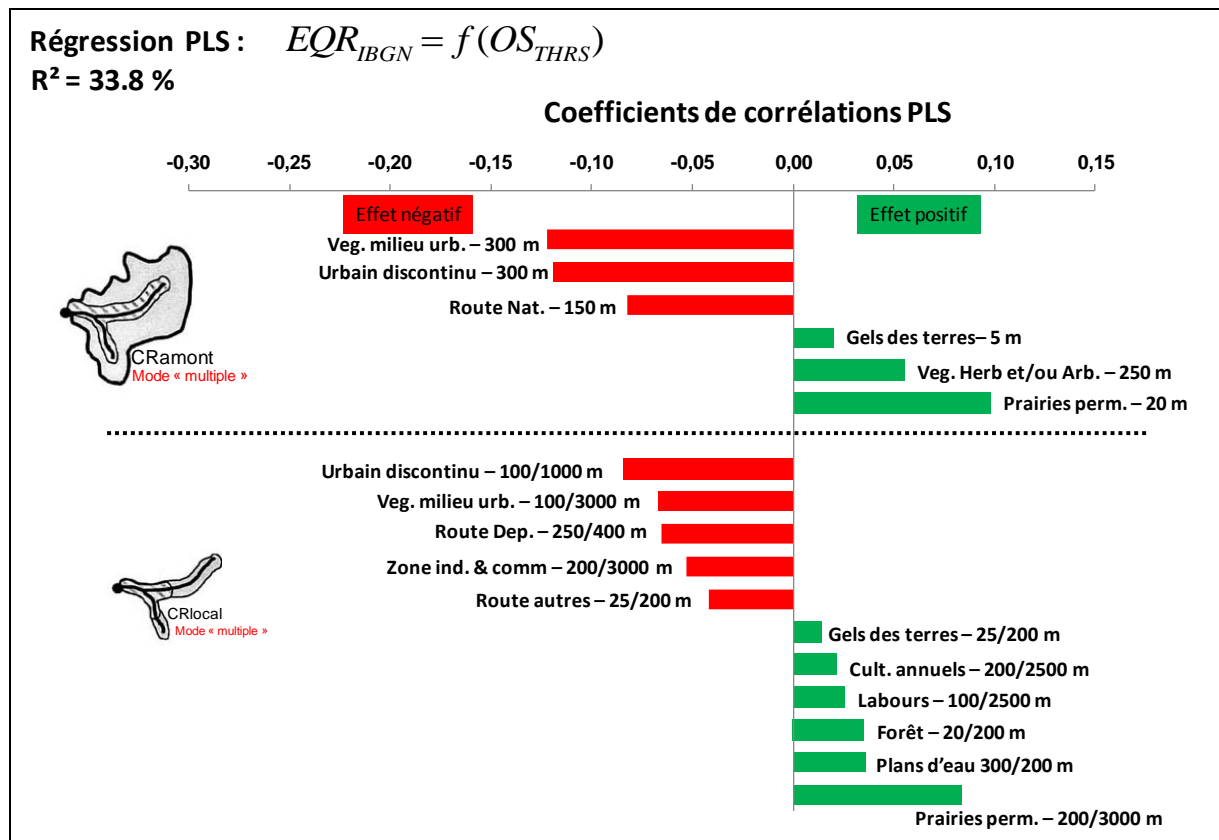 Régression PLS : EQR_IBGN = f(OS_THRS)
R² = 33.8 %
Coefficients de corrélations PLS
-0,30 -0,25 -0,20 -0,15 -0,10 -0,05 0,00 0,05 0,10 0,15
Effet négatif Effet positif
Veg. milieu urb. – 300 m
Urbain discontinu – 300 m
Route Nat. – 150 m
Gels des terres– 5 m
CRamont
Mode « multiple »
Veg. Herb et/ou Arb. – 250 m
Prairies perm. – 20 m
Urbain discontinu – 100/1000 m
Veg. milieu urb. – 100/3000 m
Route Dep. – 250/400 m
Zone ind. & comm – 200/3000 m
Route autres – 25/200 m
CRlocal
Mode « multiple »
Gels des terres – 25/200 m
Cult. annuels – 200/2500 m
Labours – 100/2500 m
Forêt – 20/200 m
Plans d'eau 300/200 m
Prairies perm. – 200/3000 m